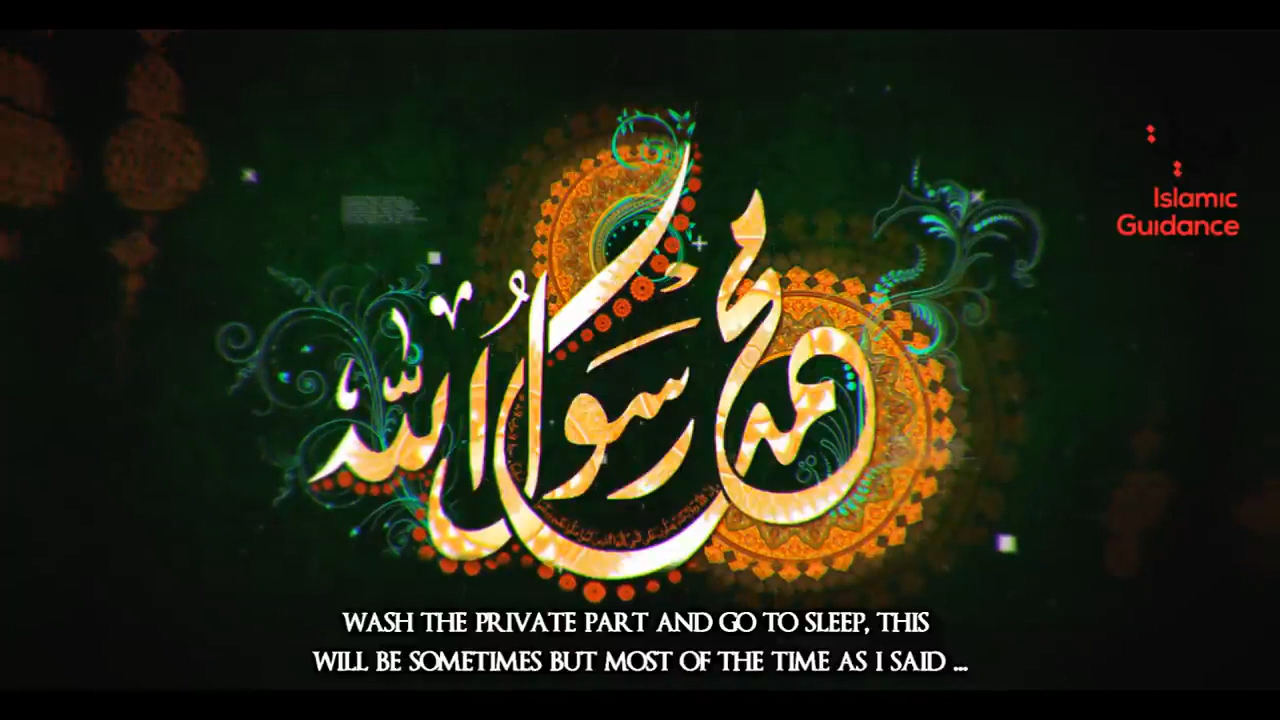 محمد رسول الله
Islamic
Guidance
WASH THE PRIVATE PART AND GO TO SLEEP, THIS
WILL BE SOMETIMES BUT MOST OF THE TIME AS I SAID ...